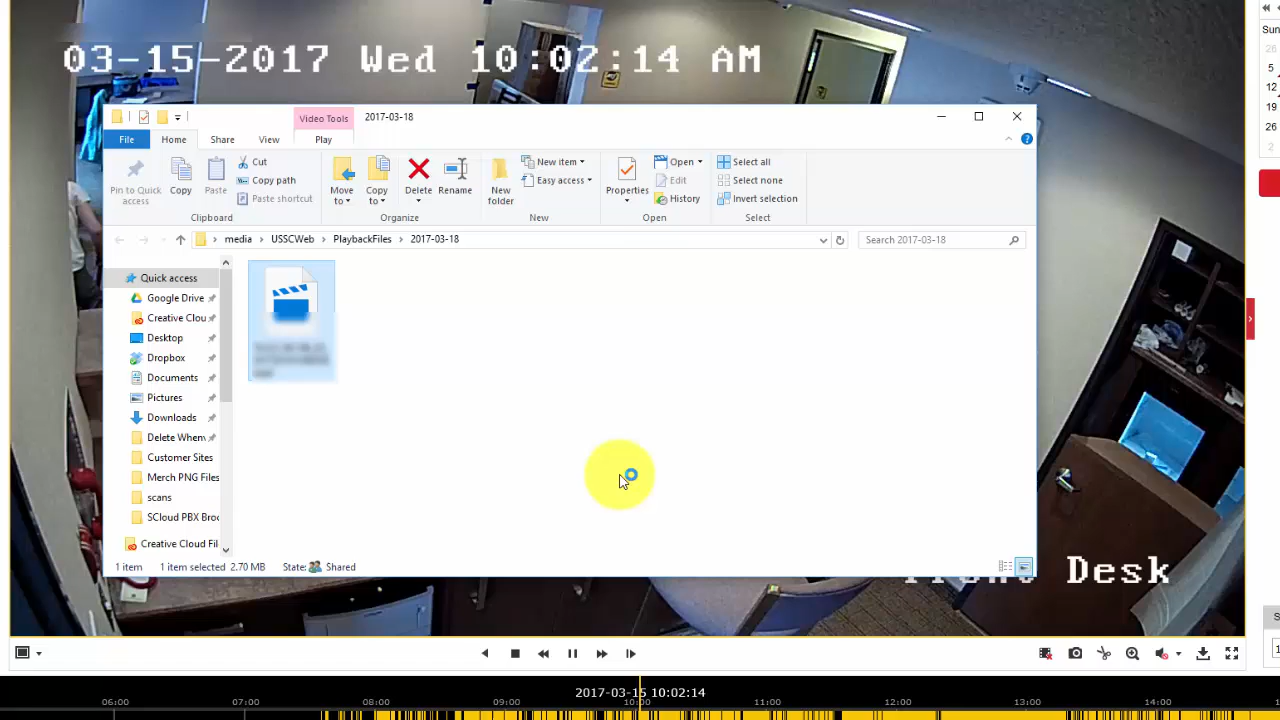 03-15-2017 Wed 10:02:14 AM
Video Tools
2017-03-18
File
Home
Share
View
Play
Pin to Quick access
Copy
Paste
Cut
Copy path
Paste shortcut
Clipboard
Move to
Copy to
Delete
Rename
Organize
New folder
New item
Easy access
New
Properties
Open
Edit
History
Open
Select all
Select none
Invert selection
Select
media > USSCWeb > PlaybackFiles > 2017-03-18
Search 2017-03-18
Quick access
Google Drive
Creative Clou
Desktop
Dropbox
Documents
Pictures
Downloads
Delete When
Customer Sites
Merch PNG Files
scans
SCloud PBX Broc
Creative Cloud Fil
1 item
1 item selected 2.70 MB
State: Shared
Desk
Sun
26
5
12
19
26
2
2017-03-15 10:02:14
06:00
07:00
08:00
09:00
10:00
11:00
12:00
13:00
14:00